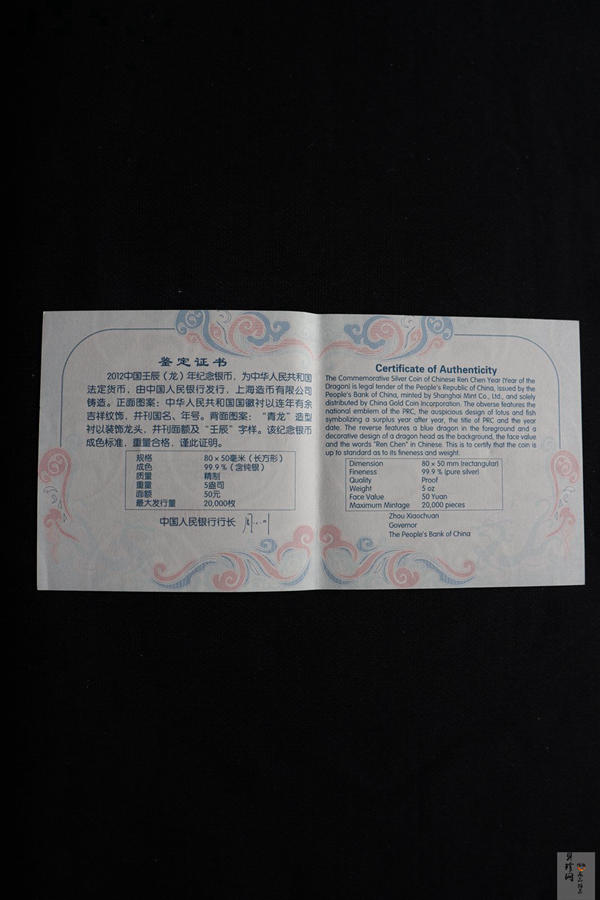 鉴定证书
2012中国壬辰（龙）年纪念银币，为中华人民共和国
法定货币，由中国人民银行发行，上海造币有限公司
铸造。正面图案：中华人民共和国国徽衬以连年有余
吉祥纹饰，并刊国名、年号。背面图案：“青龙”造型
衬以装饰龙头，并刊面额及“壬辰”字样。该纪念银币
成色标准，重量合格，谨此证明。
规格 80×50毫米（长方形）
成色 99.9%（含纯银）
质量 精制
重量 5盎司
面额 50元
最大发行量 20,000枚
中国人民银行行长
Certificate of Authenticity
The Commemorative Silver Coin of Chinese Ren Chen Year (Year of the
Dragon) is legal tender of the People's Republic of China, issued by the
People's Bank of China, minted by Shanghai Mint Co., Ltd., and solely
distributed by China Gold Coin Incorporation. The obverse features the
national emblem of the PRC, the auspicious design of lotus and fish
symbolizing a surplus year after year, the title of PRC and the year
date. The reverse features a blue dragon in the foreground and a
decorative design of a dragon head as the background, the face value
and the words "Ren Chen" in Chinese. This is to certify that the coin is
up to standard as to its fineness and weight.
Dimension 80 x 50 mm (rectangular)
Fineness 99.9 % (pure silver)
Quality Proof
Weight 5 oz
Face Value 50 Yuan
Maximum Mintage 20,000 pieces
Zhou Xiaochuan
Governor
The People's Bank of China